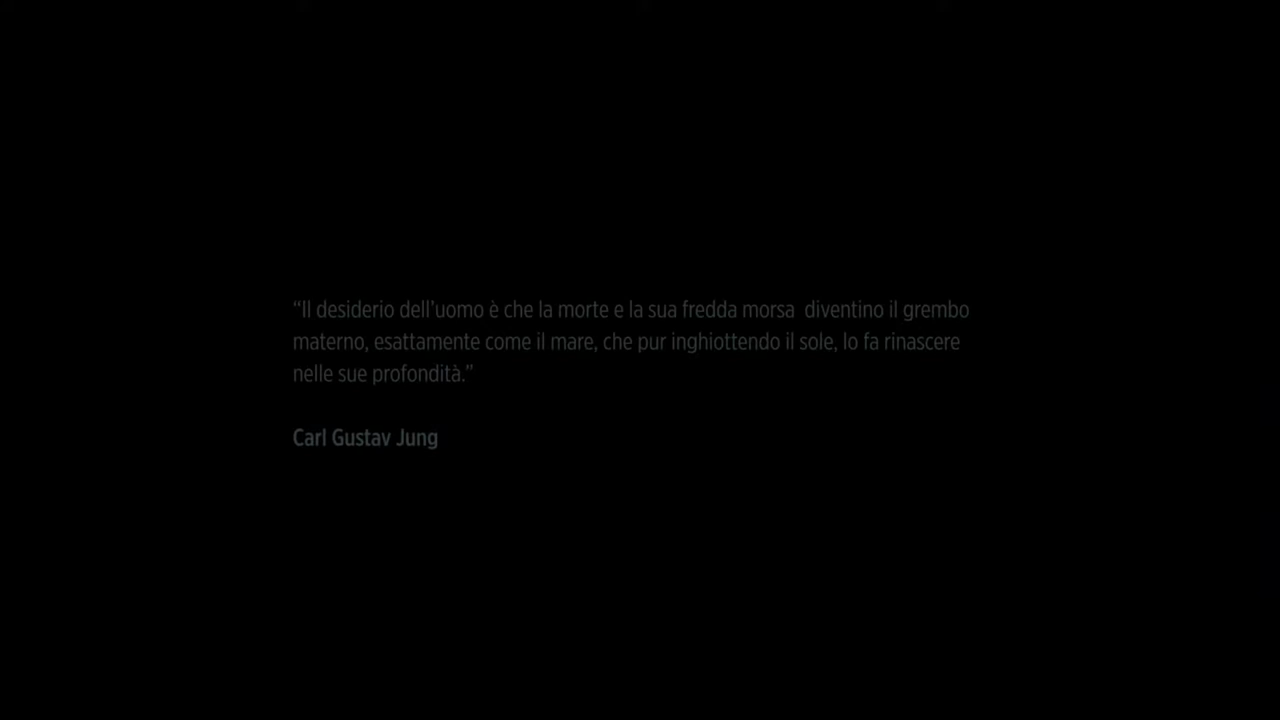 “Il desiderio dell’uomo è che la morte e la sua fredda morsa  diventino il grembo
materno, esattamente come il mare, che pur inghiottendo il sole, lo fa rinascere
nelle sue profondità.”
Carl Gustav Jung